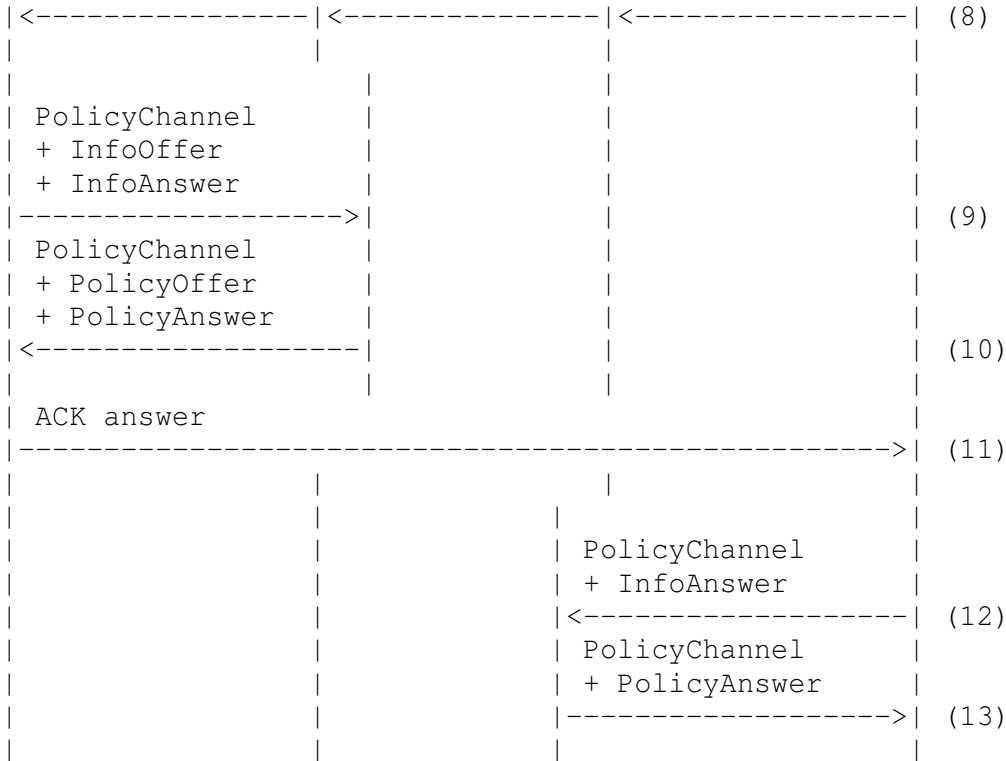 |<----------------|<---------------|<----------------| (8)
|                 |                |                 |
|                    |             |                 |
| PolicyChannel      |             |                 |
| + InfoOffer        |             |                 |
| + InfoAnswer       |             |                 |
|------------------->|             |                 | (9)
| PolicyChannel      |             |                 |
| + PolicyOffer      |             |                 |
| + PolicyAnswer     |             |                 |
|<-------------------|             |                 | (10)
|                    |             |                 |
| ACK answer                                         |
|--------------------------------------------------->| (11)
|                 |                |                 |
|                 |             |                    |
|                 |             | PolicyChannel      |
|                 |             | + InfoAnswer       |
|                 |             |<-------------------| (12)
|                 |             | PolicyChannel      |
|                 |             | + PolicyAnswer     |
|                 |             |------------------->| (13)
|                 |             |                    |